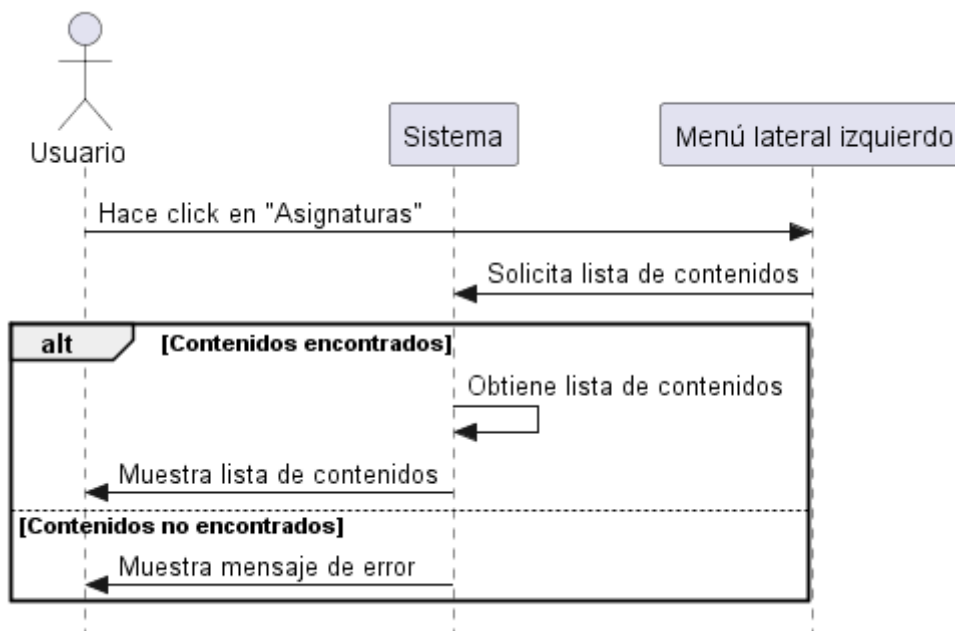 Usuario
Sistema
Menú lateral izquierdo
Hace click en "Asignaturas"
Solicita lista de contenidos
alt
[Contenidos encontrados]
Obtiene lista de contenidos
Muestra lista de contenidos
[Contenidos no encontrados]
Muestra mensaje de error